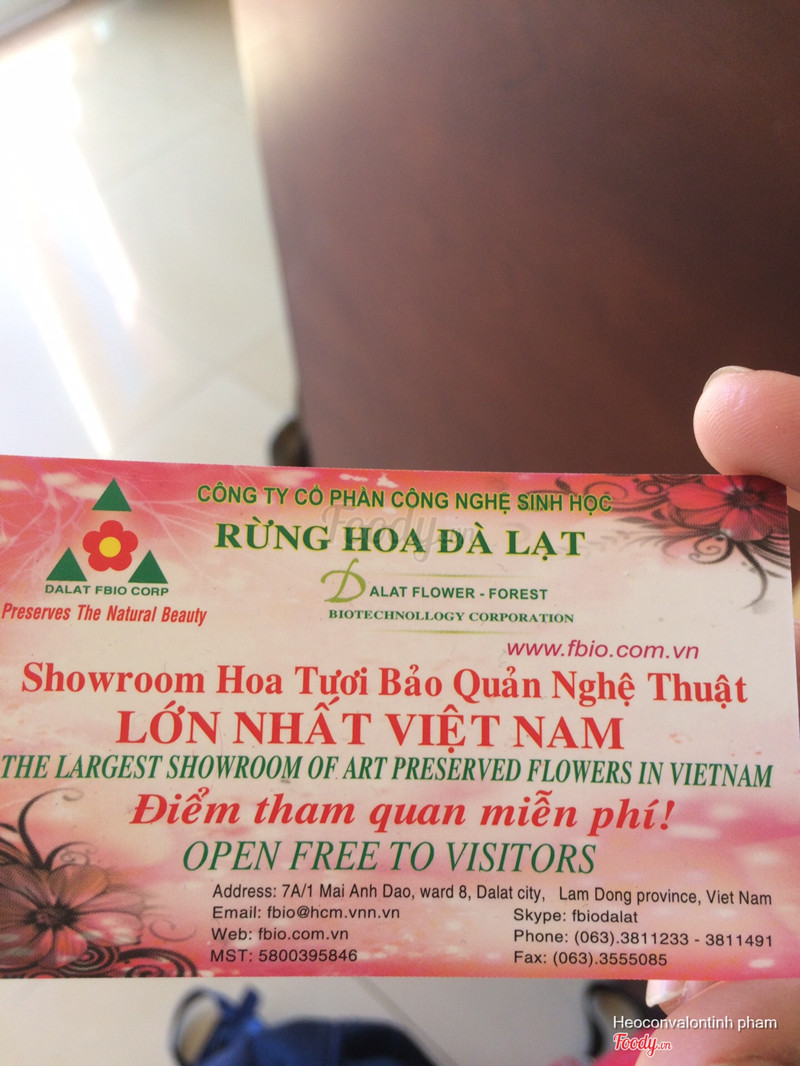 CÔNG TY CỔ PHẦN CÔNG NGHỆ SINH HỌC
RỪNG HOA ĐÀ LẠT
Foody.vn
DALAT FLOWER - FOREST
BIOTECHNOLLOGY CORPORATION
DALAT FBIO CORP
Preserves The Natural Beauty
www.fbio.com.vn
Showroom Hoa Tươi Bảo Quản Nghệ Thuật
LỚN NHẤT VIỆT NAM
THE LARGEST SHOWROOM OF ART PRESERVED FLOWERS IN VIETNAM
Điểm tham quan miễn phí!
OPEN FREE TO VISITORS
Address: 7A/1 Mai Anh Dao, ward 8, Dalat city, Lam Dong province, Viet Nam
Email: fbio@hcm.vnn.vn Skype: fbiodalat
Web: fbio.com.vn Phone: (063).3811233 - 3811491
MST: 5800395846 Fax: (063).3555085
Heoconvalontinh pham
Foody.vn